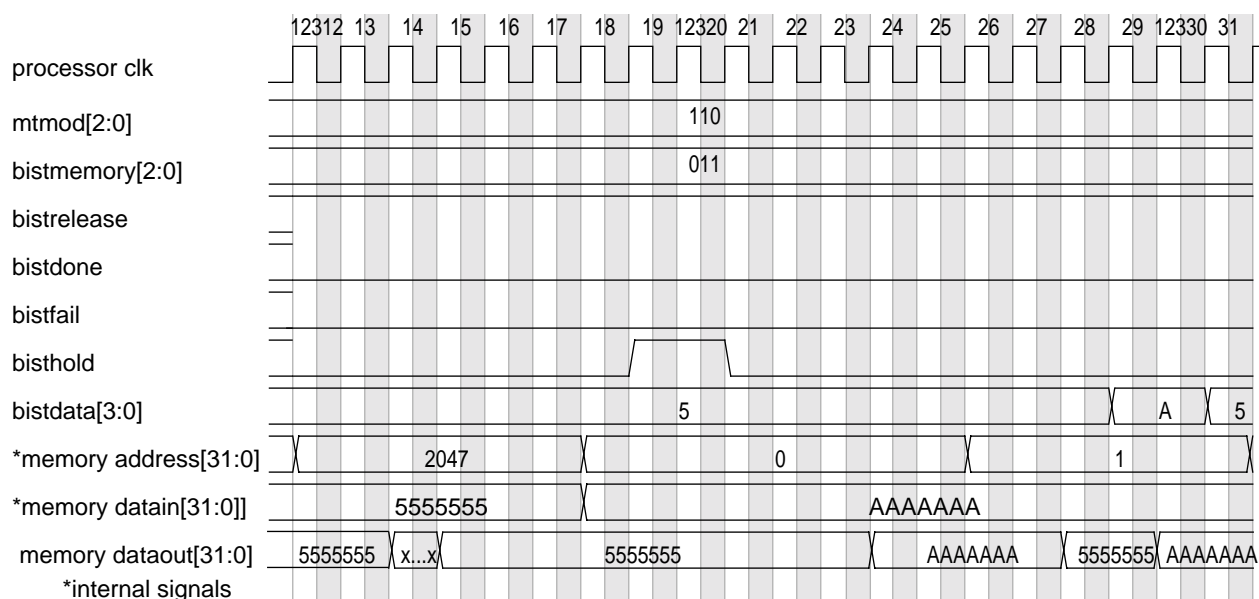 12312 13 14 15 16 17 18 19 12320 21 22 23 24 25 26 27 28 29 12330 31
processor clk
mtmod[2:0] 110
bistmemory[2:0] 011
bistrelease
bistdone
bistfail
bisthold
bistdata[3:0] 5 A 5
*memory address[31:0] 2047 0 1
*memory datain[31:0]] 5555555 AAAAAAA
memory dataout[31:0] 5555555 x...x 5555555 AAAAAAA 5555555 AAAAAAA
*internal signals